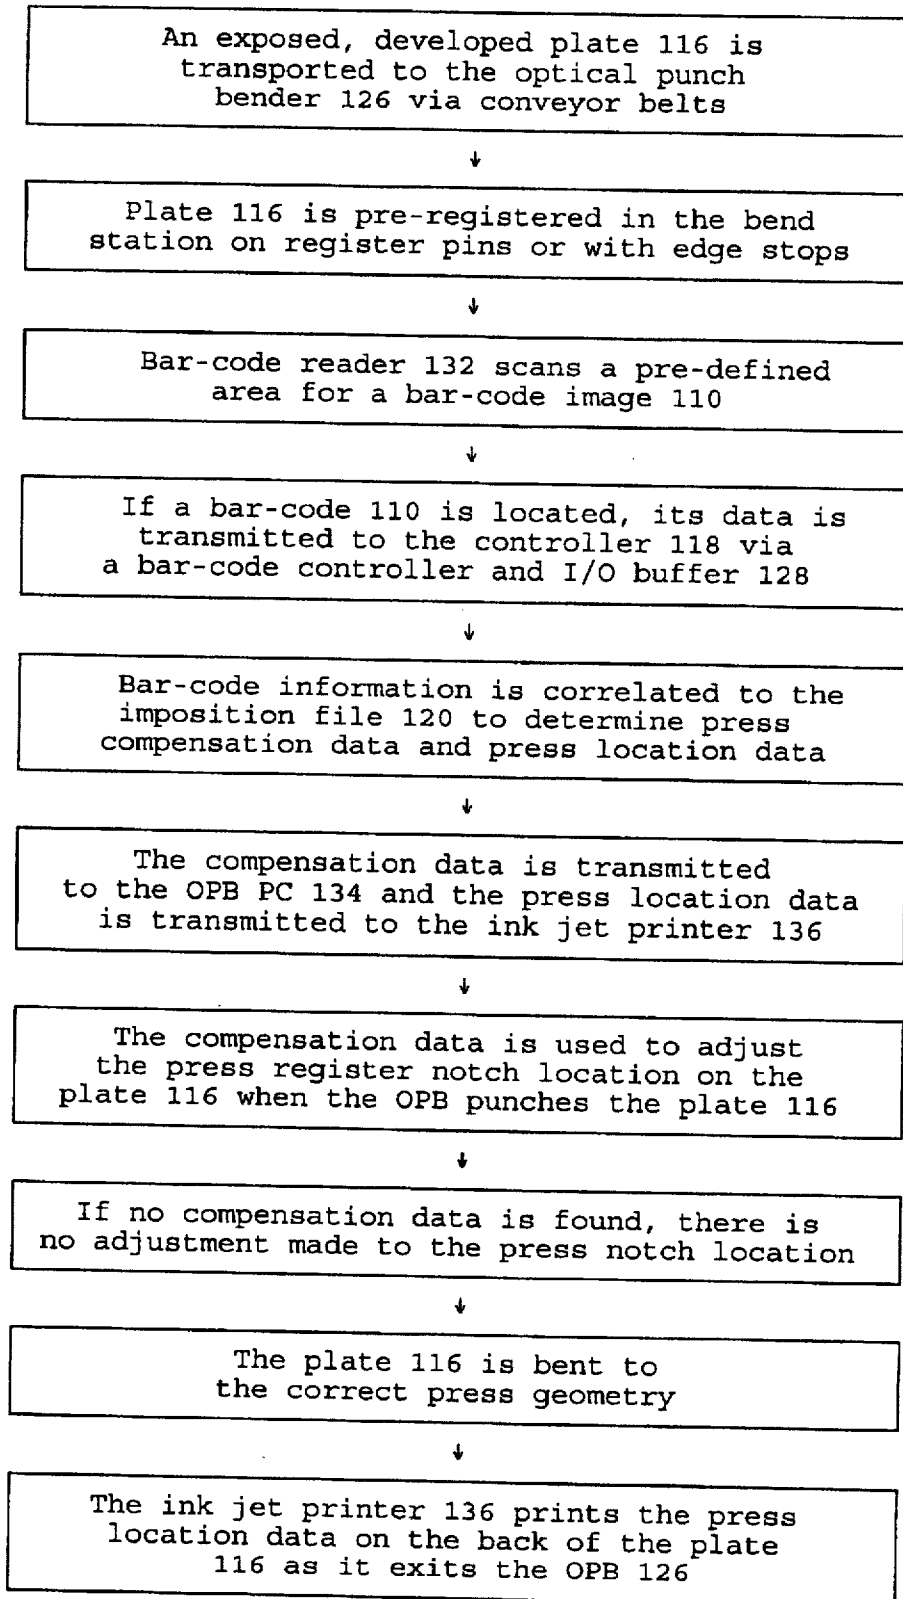 An exposed, developed plate 116 is
transported to the optical punch
bender 126 via conveyor belts
Plate 116 is pre-registered in the bend
station on register pins or with edge stops
Bar-code reader 132 scans a pre-defined
area for a bar-code image 110
If a bar-code 110 is located, its data is
transmitted to the controller 118 via
a bar-code controller and I/O buffer 128
Bar-code information is correlated to the
imposition file 120 to determine press
compensation data and press location data
The compensation data is transmitted
to the OPB PC 134 and the press location data
is transmitted to the ink jet printer 136
The compensation data is used to adjust
the press register notch location on the
plate 116 when the OPB punches the plate 116
If no compensation data is found, there is
no adjustment made to the press notch location
The plate 116 is bent to
the correct press geometry
The ink jet printer 136 prints the press
location data on the back of the plate
116 as it exits the OPB 126